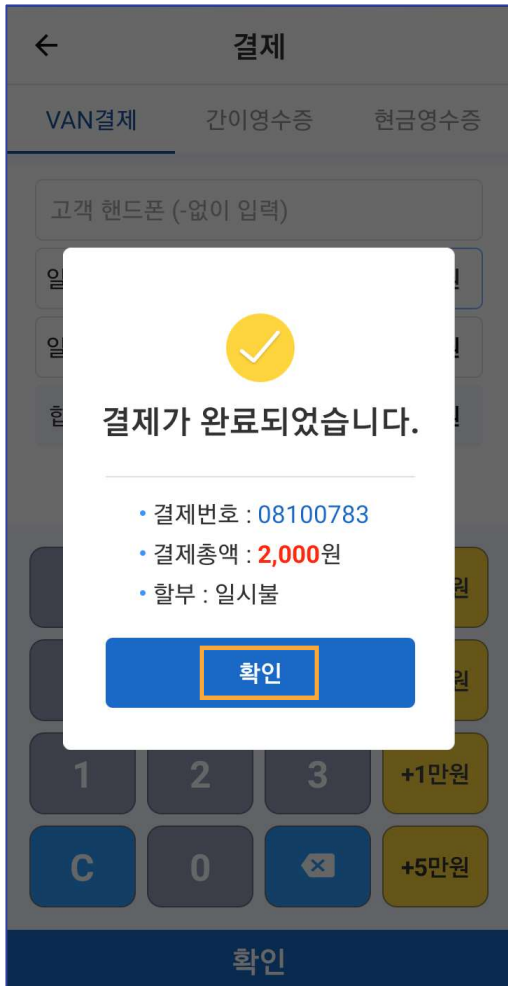 결제
VAN결제 간이영수증 현금영수증
고객 핸드폰 (-없이 입력)
결제가 완료되었습니다.
• 결제번호 : 08100783
• 결제총액 : 2,000원
• 할부 : 일시불
확인
1 2 3 +1만원
C 0 +5만원
확인